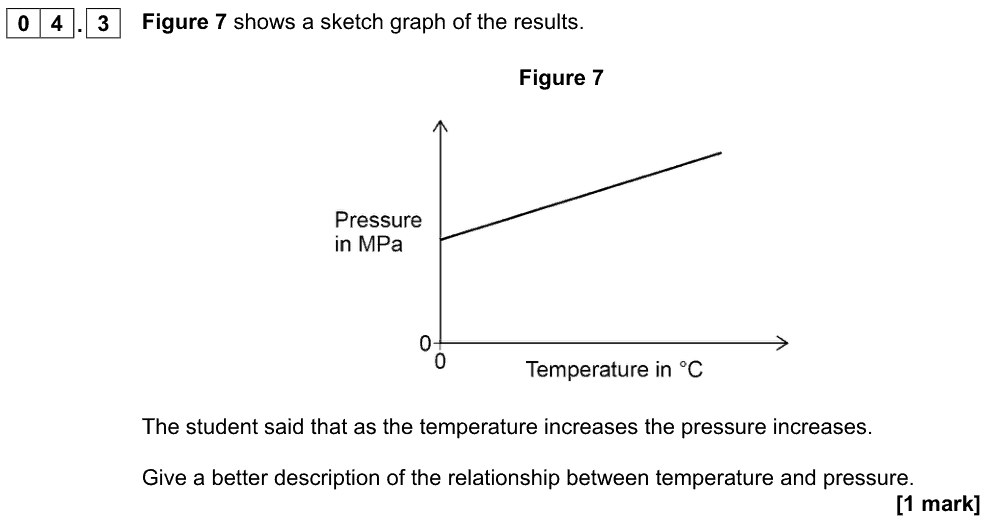 04.3 Figure 7 shows a sketch graph of the results.
Figure 7
Pressure
in MPa
0
0
Temperature in °C
The student said that as the temperature increases the pressure increases.
Give a better description of the relationship between temperature and pressure.
[1 mark]